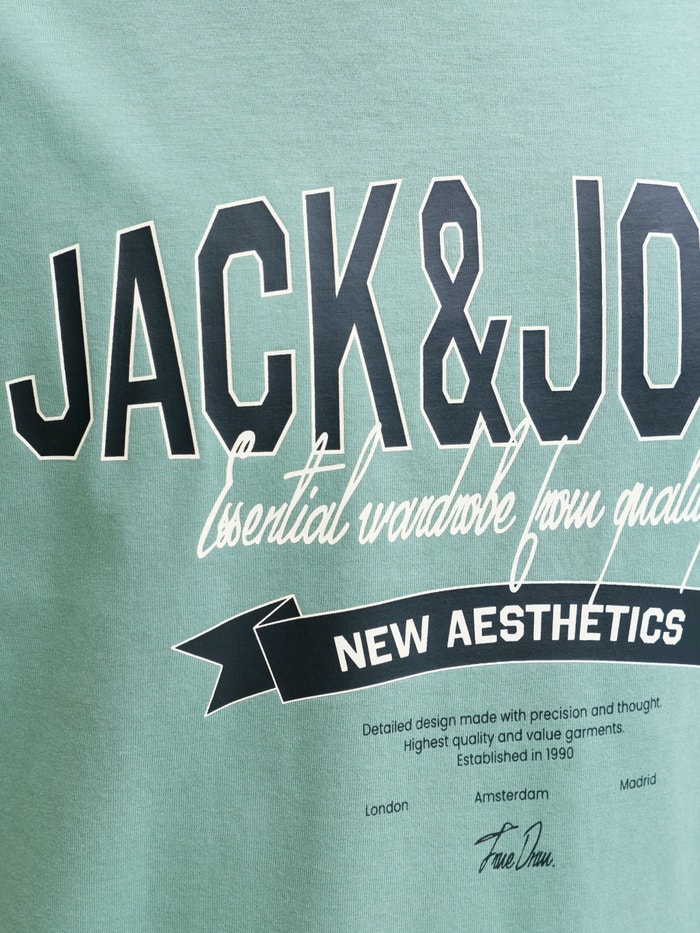 JACK&JO
Essential wardrobe from quali
NEW AESTHETICS
Detailed design made with precision and thought.
Highest quality and value garments.
Established in 1990
London Amsterdam Madrid